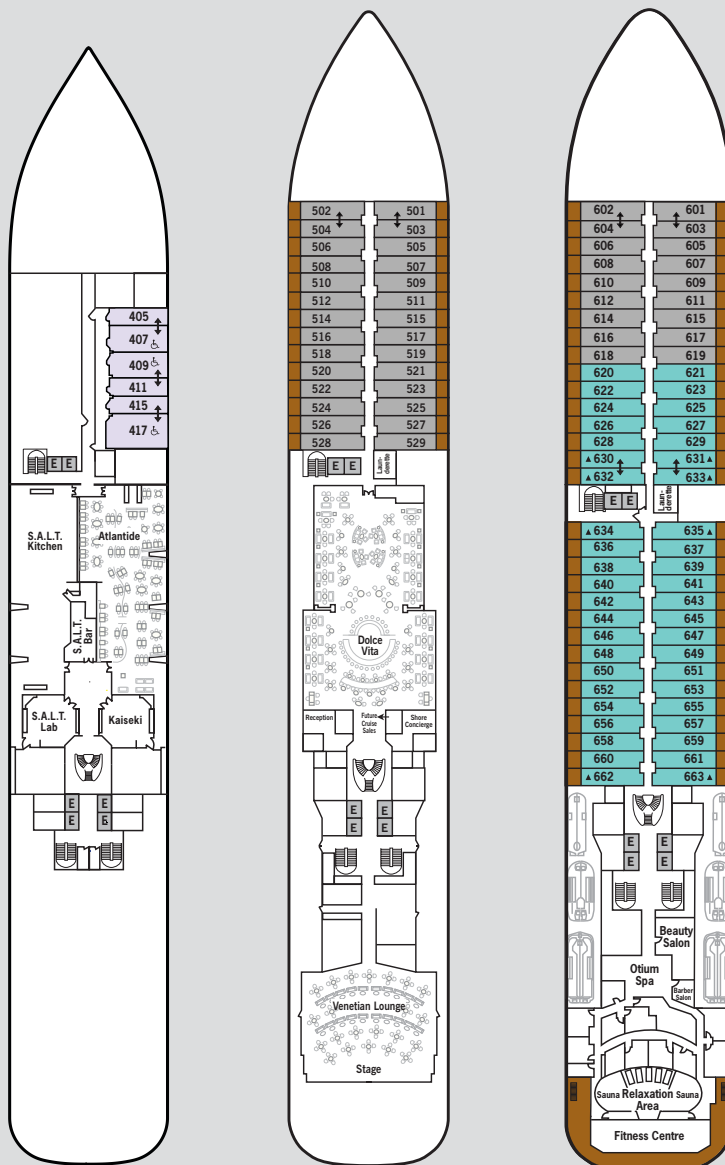 405
407
409
411
415
417
E E
S.A.L.T.
Kitchen
Atlantide
S.A.L.T.
Bar
S.A.L.T.
Lab
Kaiseki
E E
E E
502 501
504 503
506 505
508 507
510 509
512 511
514 515
516 517
518 519
520 521
522 523
524 525
526 527
528 529
E E
Laun-
derette
Dolce
Vita
Reception
Future
Cruise
Sales
Shore
Concierge
E E
E E
Venetian Lounge
Stage
602 601
604 603
606 605
608 607
610 609
612 611
614 615
616 617
618 619
620 621
622 623
624 625
626 627
628 629
▲630 631▲
▲632 633▲
E E
Laun-
derette
▲634 635▲
636 637
638 639
640 641
642 643
644 645
646 647
648 649
650 651
652 653
654 655
656 657
658 659
660 661
▲662 663▲
E E
E E
Beauty
Salon
Otium
Spa
Barber
Salon
Sauna Relaxation Sauna
Area
Fitness Centre